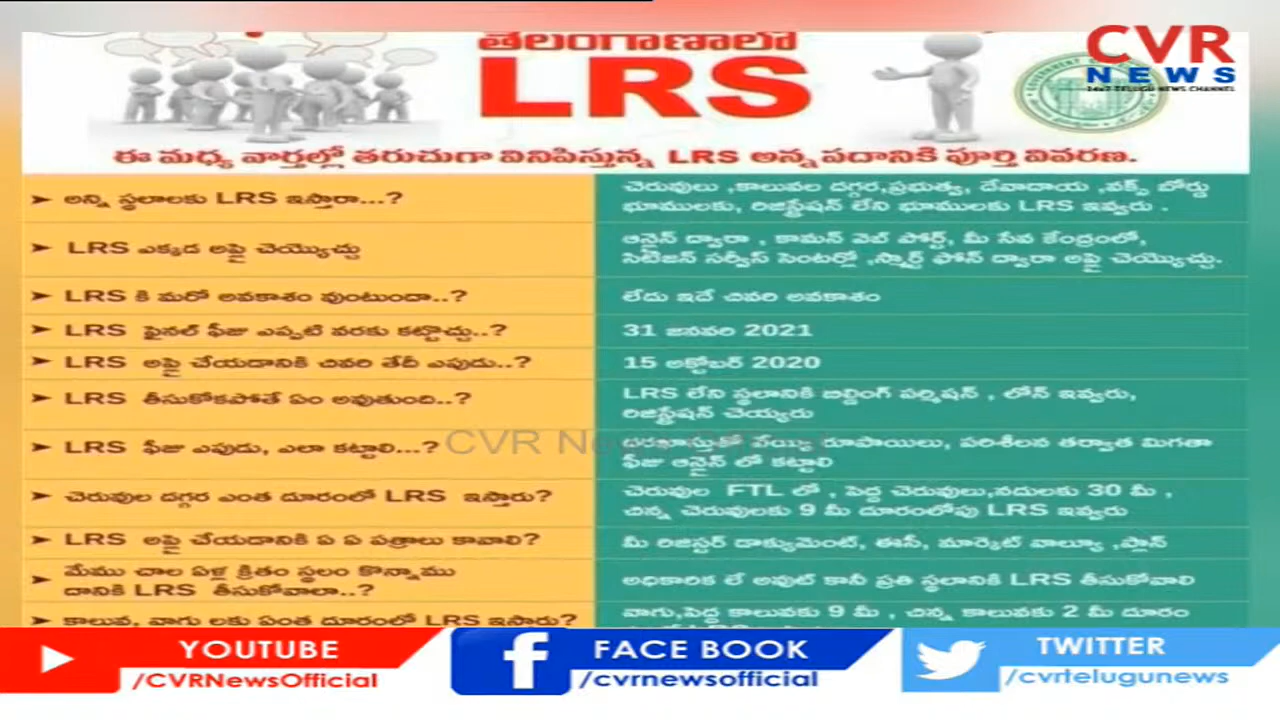 తెలంగాణాలో
LRS
CVR
NEWS
24x7 TELUGU NEWS CHANNEL
ఈ మధ్య వార్తల్లో తరుచుగా వినిపిస్తున్న LRS అన్న పదానికి పూర్తి వివరణ.
➤ అన్ని స్థలాలకు LRS ఇస్తారా...?
చెరువులు ,కాలువల దగ్గర,ప్రభుత్వ, దేవాదాయ ,వక్ఫ్ బోర్డు
భూములకు, రిజిస్ట్రేషన్ లేని భూములకు LRS ఇవ్వరు .
➤ LRS ఎక్కడ అప్లై చెయ్యొచ్చు
ఆన్లైన్ ద్వారా , కామన్ వెబ్ పోర్ట్, మీ సేవ కేంద్రంలో,
సిటిజన్ సర్వీస్ సెంటర్లో ,స్మార్ట్ ఫోన్ ద్వారా అప్లై చెయ్యొచ్చు.
➤ LRS కి మరో అవకాశం వుంటుందా..?
లేదు ఇదే చివరి అవకాశం
➤ LRS ఫైనల్ ఫీజు ఎప్పటి వరకు కట్టొచ్చు..?
31 జనవరి 2021
➤ LRS అప్లై చేయడానికి చివరి తేదీ ఎపుడు..?
15 అక్టోబర్ 2020
➤ LRS తీసుకోకపోతే ఏం అవుతుంది..?
LRS లేని స్థలానికి బిల్డింగ్ పర్మిషన్ , లోన్ ఇవ్వరు,
రిజిస్ట్రేషన్ చెయ్యరు
➤ LRS ఫీజు ఎపుడు, ఎలా కట్టాలి...?
దరఖాస్తుతో వెయ్యి రూపాయిలు, పరిశీలన తర్వాత మిగతా
ఫీజు ఆన్లైన్ లో కట్టాలి
CVR News
➤ చెరువుల దగ్గర ఎంత దూరంలో LRS ఇస్తారు?
చెరువుల FTL లో , పెద్ద చెరువులు,నదులకు 30 మీ ,
చిన్న చెరువులకు 9 మీ దూరంలోపు LRS ఇవ్వరు
➤ LRS అప్లై చేయడానికి ఏ ఏ పత్రాలు కావాలి?
మీ రిజిస్టర్ డాక్యుమెంట్, ఈసీ, మార్కెట్ వాల్యూ ,ప్లాన్
➤ మేము చాల ఏళ్ల క్రితం స్థలం కొన్నాము
దానికి LRS తీసుకోవాలా..?
అధికారిక లే అవుట్ కానీ ప్రతి స్థలానికి LRS తీసుకోవాలి
➤ కాలువ, వాగు లకు ఏంత దూరంలో LRS ఇస్తారు?
వాగు,పెద్ద కాలువకు 9 మీ , చిన్న కాలువకు 2 మీ దూరం
YOUTUBE
/CVRNewsOfficial
FACE BOOK
/cvrnewsofficial
TWITTER
/cvrtelugunews